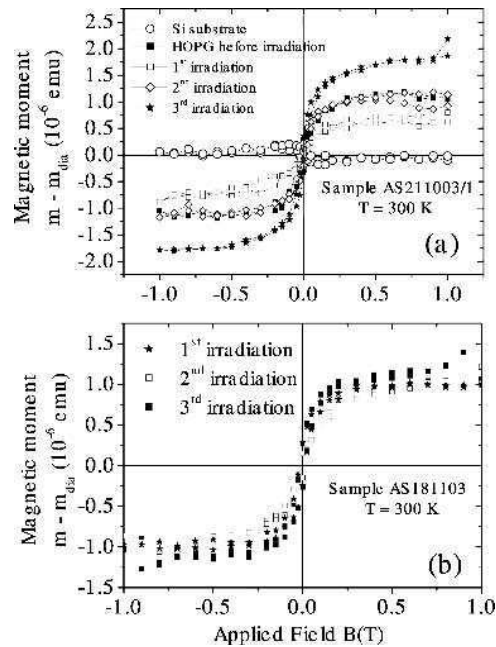 Magnetic moment
m - m_dia (10⁻⁶ emu)
2.5
2.0
1.5
1.0
0.5
0.0
-0.5
-1.0
-1.5
-2.0
Si substrate
HOPG before irradiation
1st irradiation
2nd irradiation
3rd irradiation
Sample AS211003/1
T = 300 K
(a)
-1.0 -0.5 0.0 0.5 1.0
Magnetic moment
m - m_dia (10⁻⁶ emu)
1.5
1.0
0.5
0.0
-0.5
-1.0
-1.5
1st irradiation
2nd irradiation
3rd irradiation
Sample AS181103
T = 300 K
(b)
-1.0 -0.5 0.0 0.5 1.0
Applied Field B(T)